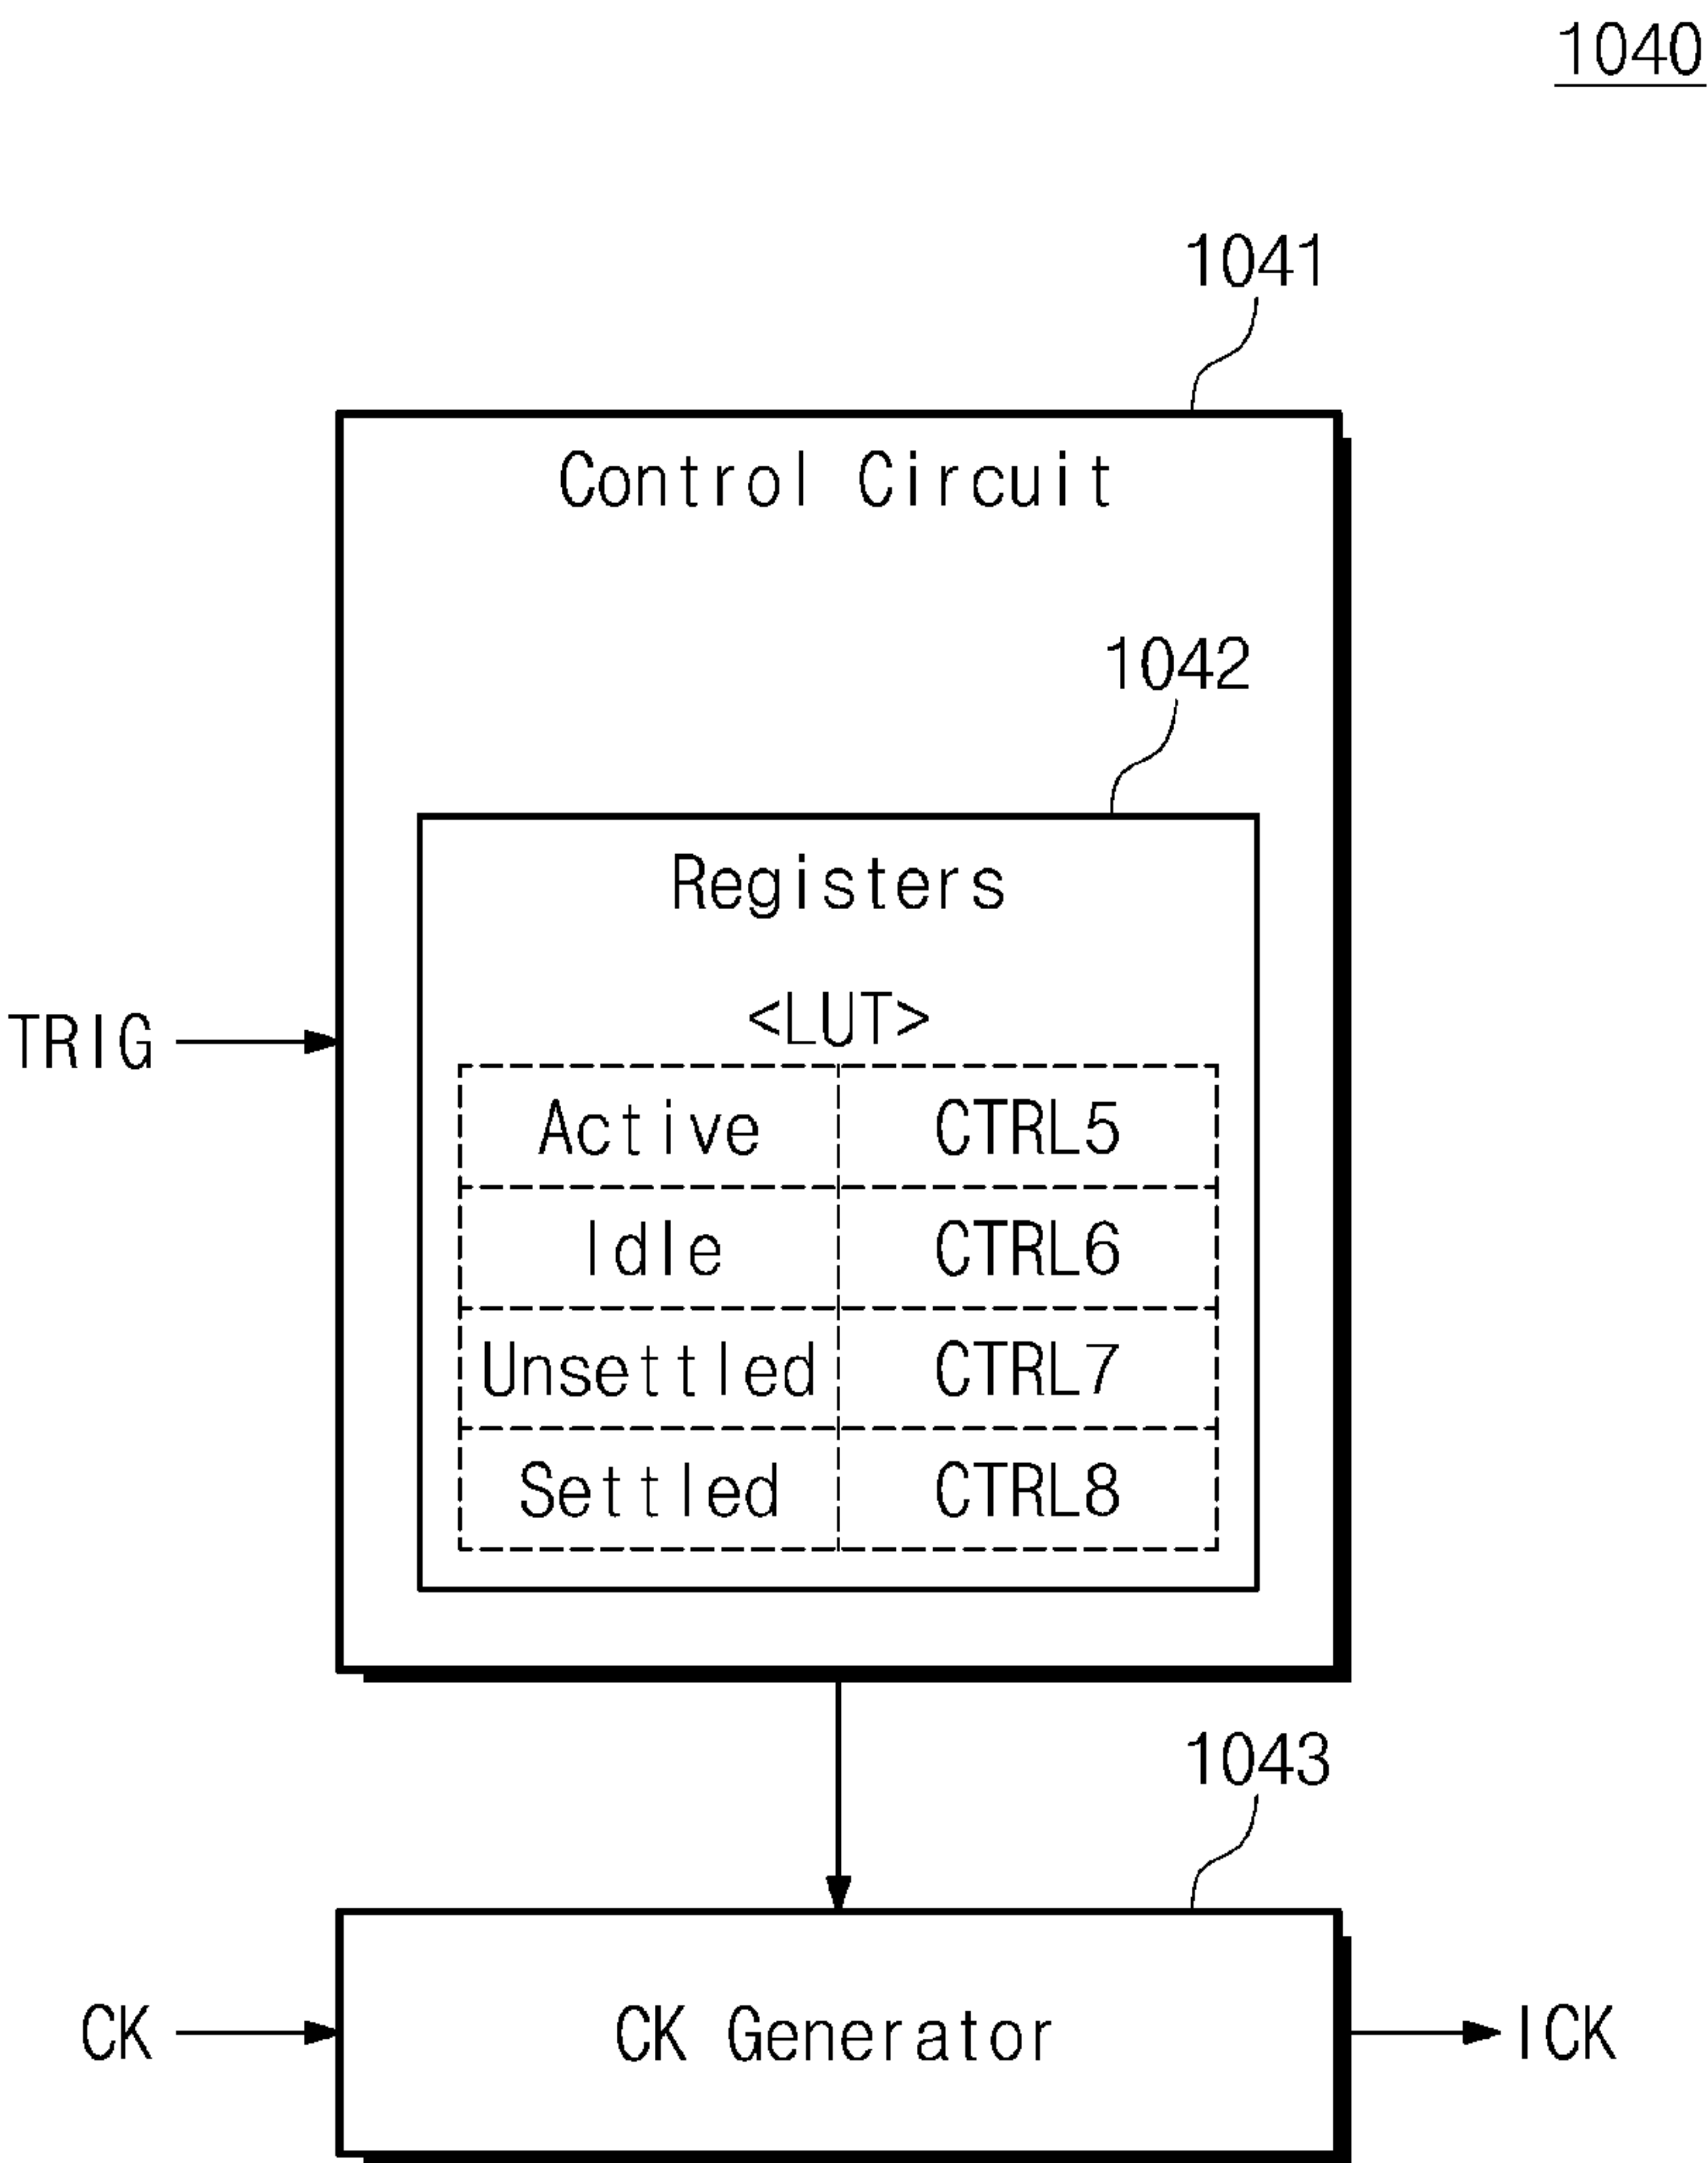 1040
1041
Control Circuit
1042
Registers
<LUT>
TRIG
Active CTRL5
Idle CTRL6
Unsettled CTRL7
Settled CTRL8
1043
CK
CK Generator
ICK